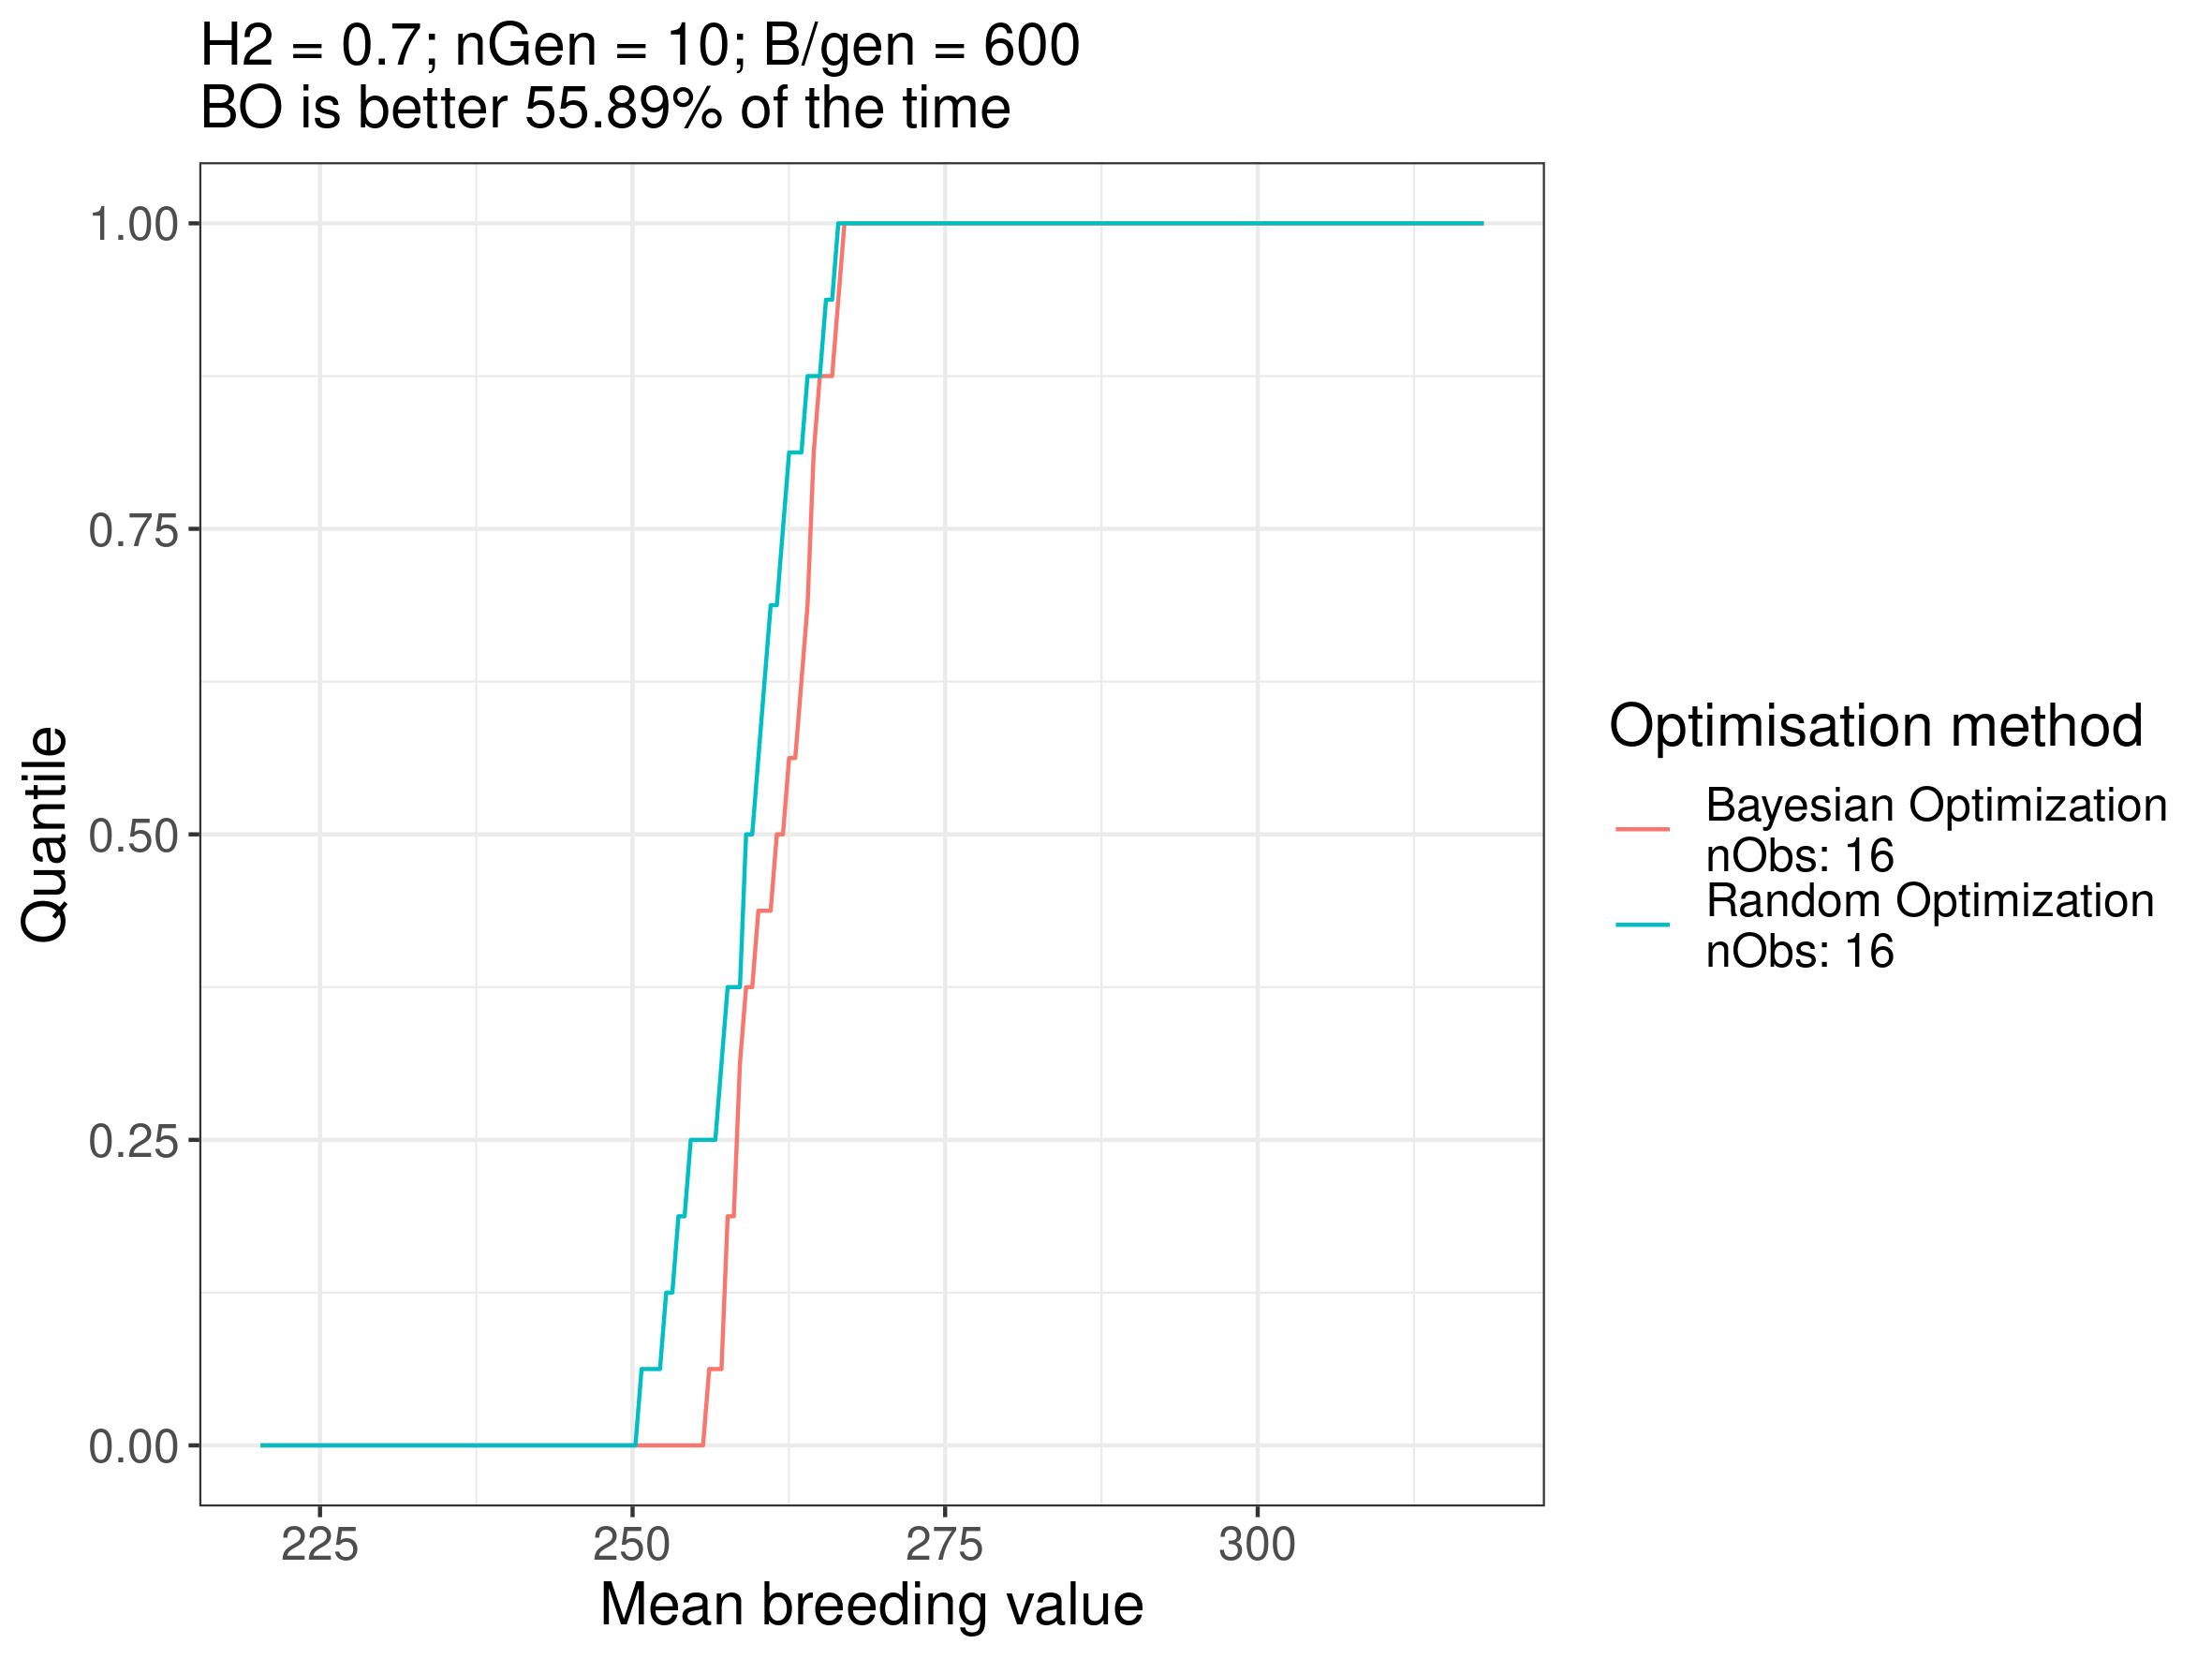 H2 = 0.7; nGen = 10; B/gen = 600
BO is better 55.89% of the time
1.00
0.75
0.50
0.25
0.00
Quantile
225
250
275
300
Mean breeding value
Optimisation method
Bayesian Optimization
nObs: 16
Random Optimization
nObs: 16